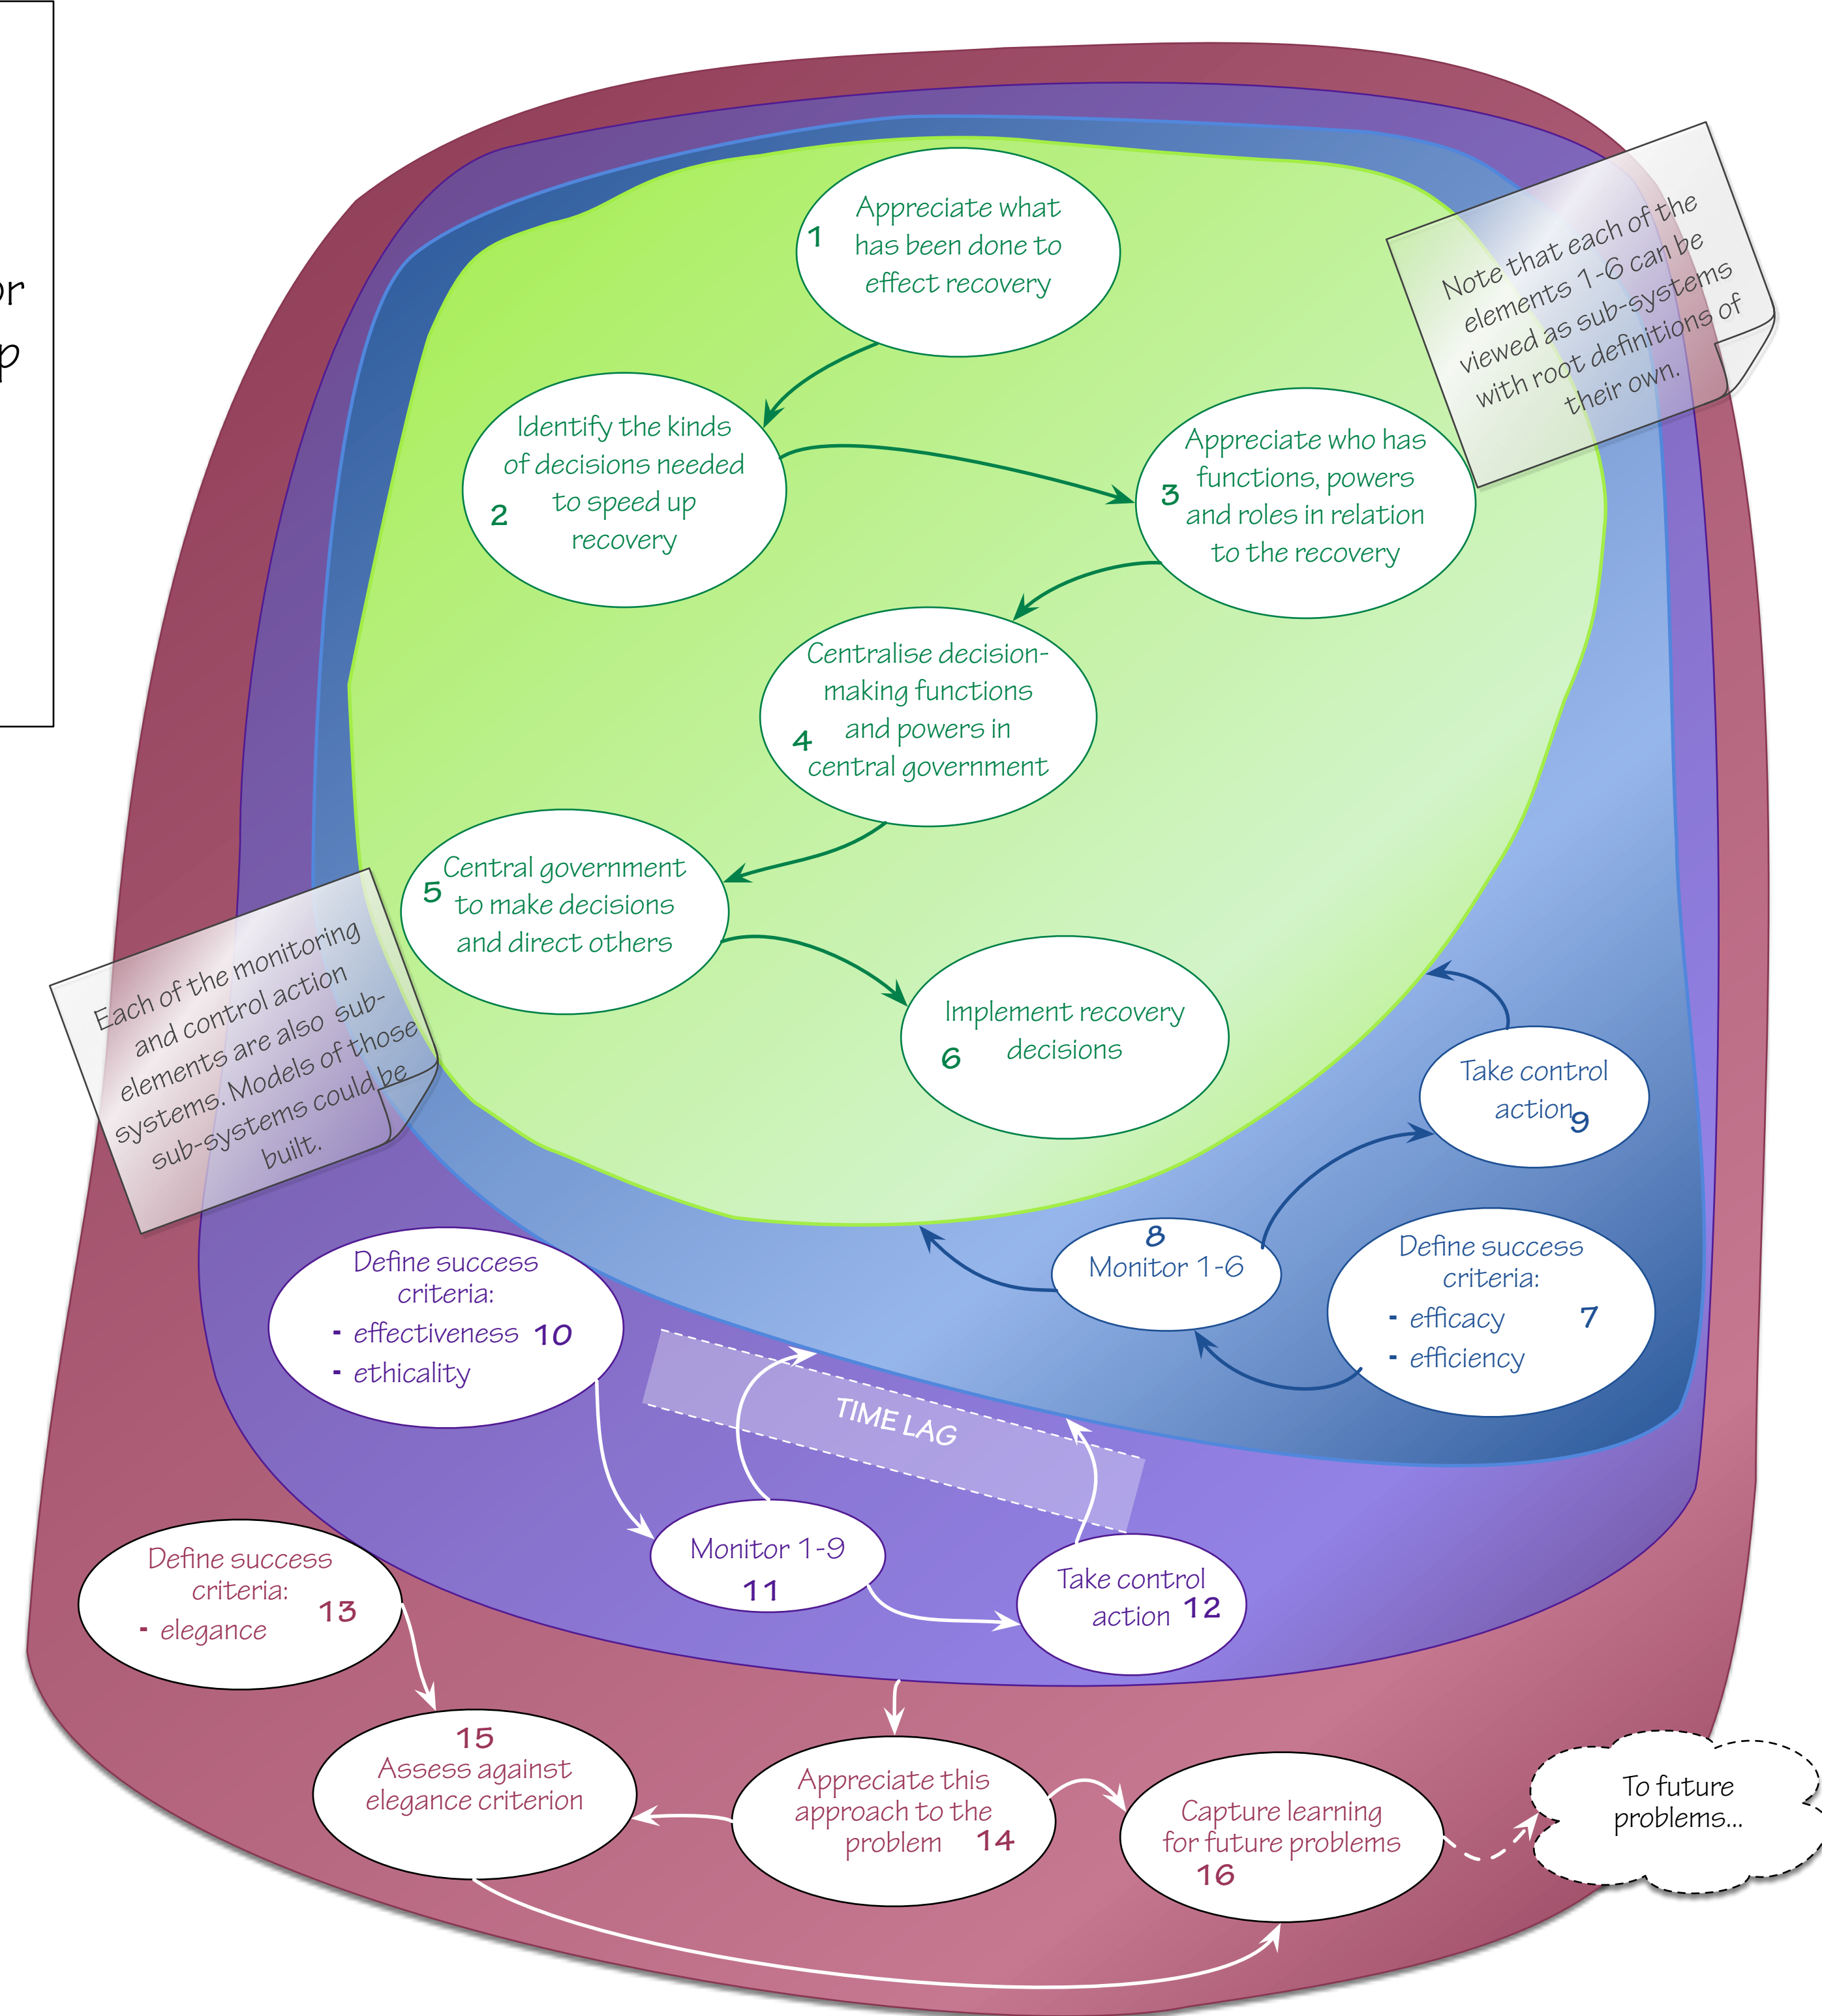 or
p
1
Appreciate what
has been done to
effect recovery
Note that each of the
elements 1-6 can be
viewed as sub-systems
with root definitions of
their own.
Identify the kinds
of decisions needed
to speed up
recovery
2
Appreciate who has
functions, powers
and roles in relation
to the recovery
3
Centralise decision-
making functions
and powers in
central government
4
Central government
to make decisions
and direct others
5
Each of the monitoring
and control action
elements are also sub-
systems. Models of those
sub-systems could be
built.
Implement recovery
decisions
6
Take control
action
9
8
Monitor 1-6
Define success
criteria:
- efficacy
- efficiency
7
Define success
criteria:
- effectiveness
- ethicality
10
TIME LAG
Monitor 1-9
11
Take control
action
12
Define success
criteria:
- elegance
13
15
Assess against
elegance criterion
Appreciate this
approach to the
problem
14
Capture learning
for future problems
16
To future
problems...